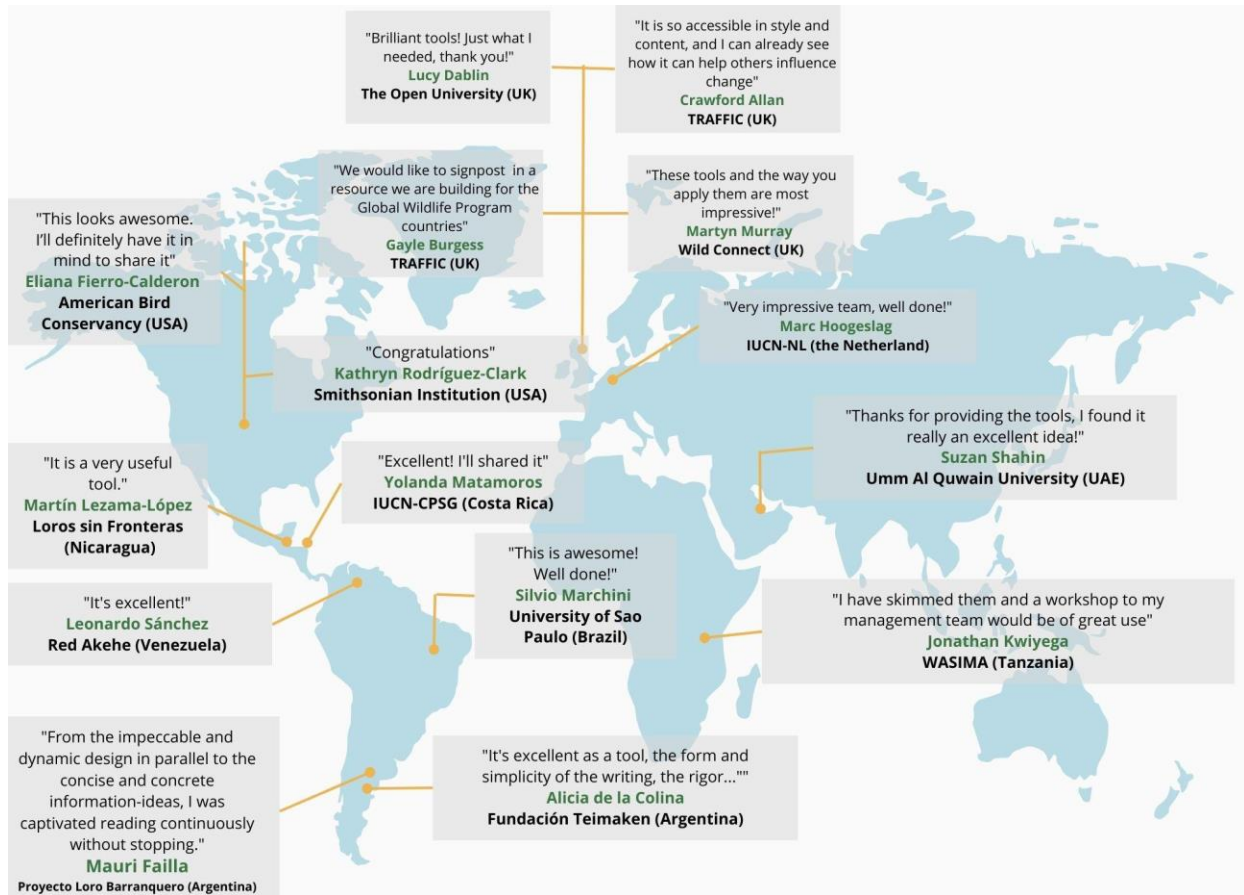 "Brilliant tools! Just what I
needed, thank you!"
Lucy Dablin
The Open University (UK)
"It is so accessible in style and
content, and I can already see
how it can help others influence
change"
Crawford Allan
TRAFFIC (UK)
"We would like to signpost in a
resource we are building for the
Global Wildlife Program
countries"
Gayle Burgess
TRAFFIC (UK)
"These tools and the way you
apply them are most
impressive!"
Martyn Murray
Wild Connect (UK)
"This looks awesome.
I'll definitely have it in
mind to share it"
Eliana Fierro-Calderon
American Bird
Conservancy (USA)
"Very impressive team, well done!"
Marc Hoogeslag
IUCN-NL (the Netherland)
"Congratulations"
Kathryn Rodríguez-Clark
Smithsonian Institution (USA)
"Thanks for providing the tools, I found it
really an excellent idea!"
Suzan Shahin
Umm Al Quwain University (UAE)
"It is a very useful
tool."
Martín Lezama-López
Loros sin Fronteras
(Nicaragua)
"Excellent! I'll shared it"
Yolanda Matamoros
IUCN-CPSG (Costa Rica)
"This is awesome!
Well done!"
Silvio Marchini
University of Sao
Paulo (Brazil)
"It's excellent!"
Leonardo Sánchez
Red Akehe (Venezuela)
"I have skimmed them and a workshop to my
management team would be of great use"
Jonathan Kwiyega
WASIMA (Tanzania)
"From the impeccable and
dynamic design in parallel to the
concise and concrete
information-ideas, I was
captivated reading continuously
without stopping."
Mauri Failla
Proyecto Loro Barranquero (Argentina)
"It's excellent as a tool, the form and
simplicity of the writing, the rigor...""
Alicia de la Colina
Fundación Teimaken (Argentina)